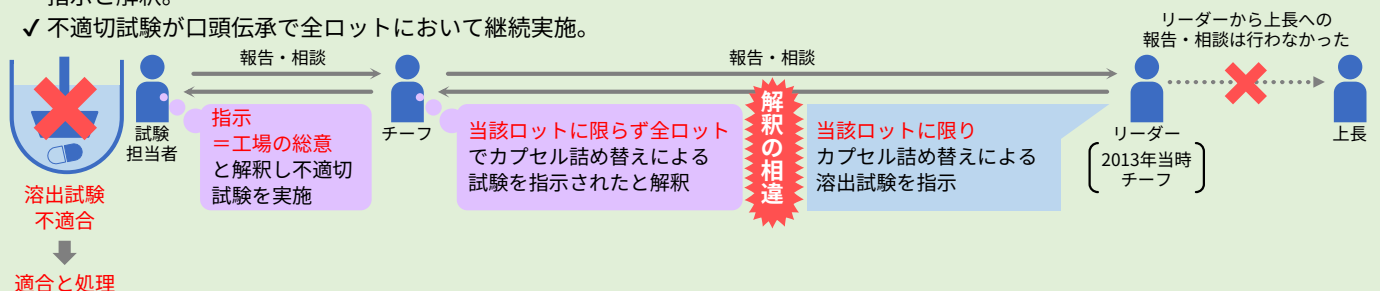 指示と解釈。
✓ 不適切試験が口頭伝承で全ロットにおいて継続実施。
リーダーから上長への
報告・相談は行わなかった
報告・相談
報告・相談
試験
担当者
指示
＝工場の総意
と解釈し不適切
試験を実施
チーフ
当該ロットに限らず全ロット
でカプセル詰め替えによる
試験を指示されたと解釈
解釈の相違
当該ロットに限り
カプセル詰め替えによる
溶出試験を指示
リーダー
2013年当時
チーフ
上長
溶出試験
不適合
適合と処理